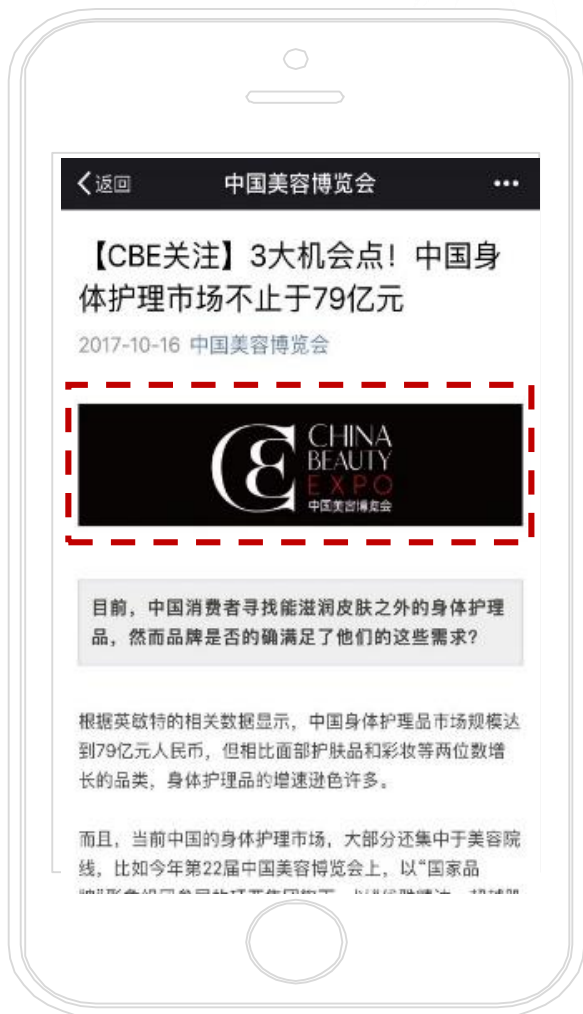 返回 中国美容博览会
【CBE关注】3大机会点！中国身
体护理市场不止于79亿元
2017-10-16 中国美容博览会
CHINA
BEAUTY
EXPO
中国美容博览会
目前，中国消费者寻找能滋润皮肤之外的身体护理
品，然而品牌是否的确满足了他们的这些需求？
根据英敏特的相关数据显示，中国身体护理品市场规模达
到79亿元人民币，但相比面部护肤品和彩妆等两位数增
长的品类，身体护理品的增速逊色许多。
而且，当前中国的身体护理市场，大部分还集中于美容院
线，比如今年第22届中国美容博览会上，以“国家品